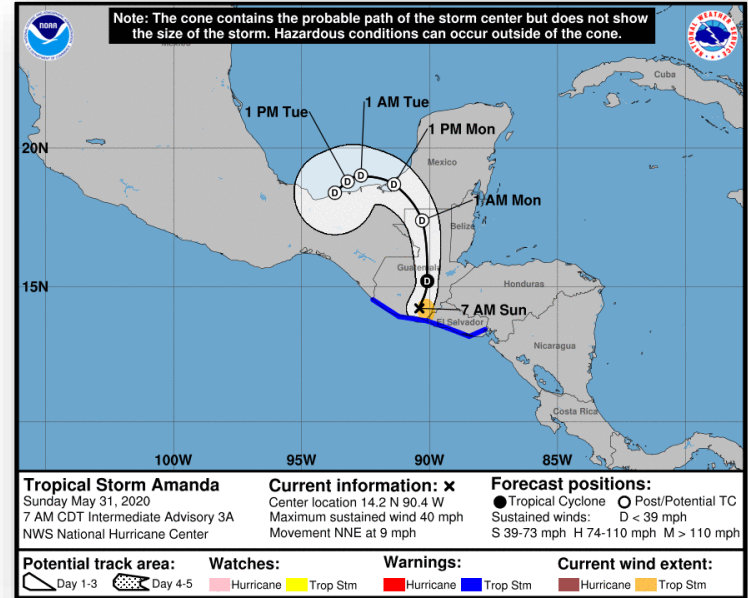 Note: The cone contains the probable path of the storm center but does not show
the size of the storm. Hazardous conditions can occur outside of the cone.
NOAA
NATIONAL WEATHER SERVICE
Mexico
Cuba
1 AM Tue
1 PM Tue
1 PM Mon
20N
Mexico
1 AM Mon
Belize
Guatemala
15N
Honduras
7 AM Sun
El Salvador
Nicaragua
Costa Rica
100W 95W 90W 85W
D
D
D
D
D
D
Tropical Storm Amanda
Sunday May 31, 2020
7 AM CDT Intermediate Advisory 3A
NWS National Hurricane Center
Current information: ×
Center location 14.2 N 90.4 W
Maximum sustained wind 40 mph
Movement NNE at 9 mph
Forecast positions:
Tropical Cyclone Post/Potential TC
Sustained winds: D < 39 mph
S 39-73 mph H 74-110 mph M > 110 mph
Potential track area:
Day 1-3 Day 4-5
Watches:
Hurricane Trop Stm
Warnings:
Hurricane Trop Stm
Current wind extent:
Hurricane Trop Stm